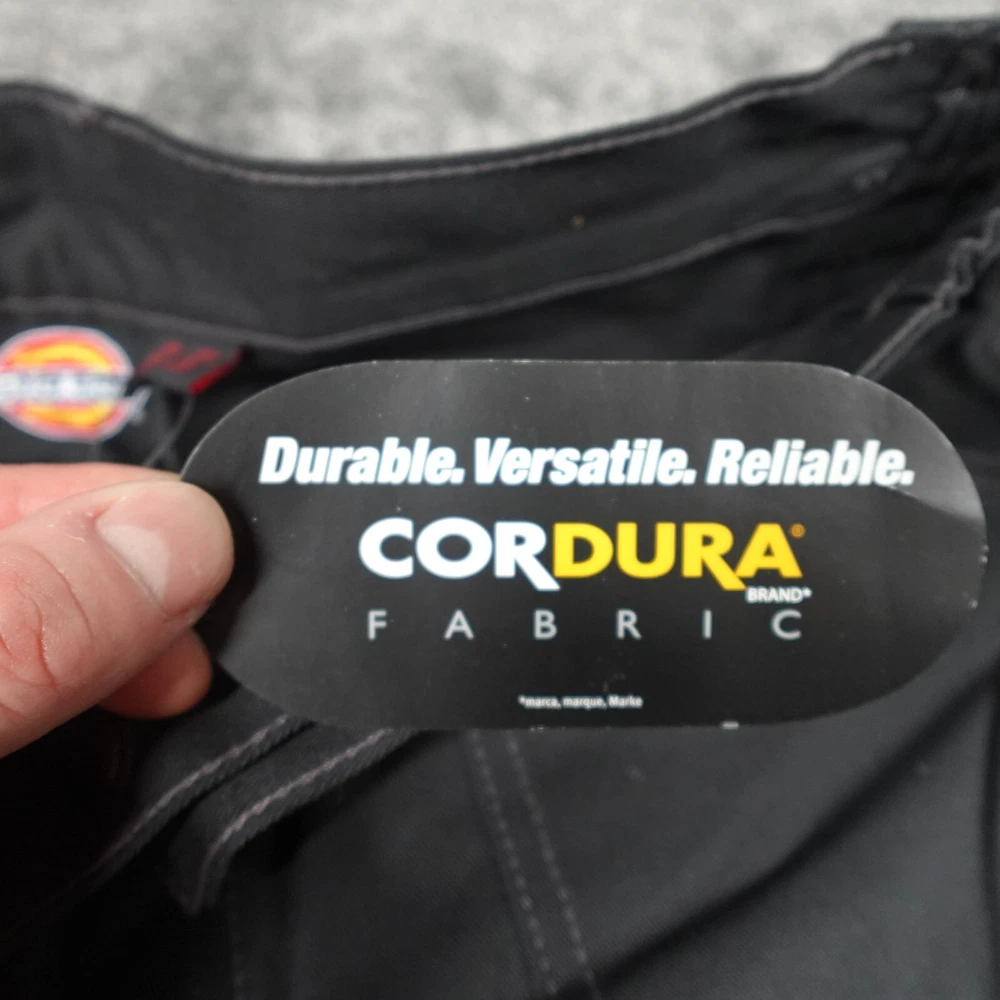 Durable. Versatile. Reliable.
CORDURA®
BRAND*
FABRIC
*marca, marque, Marke